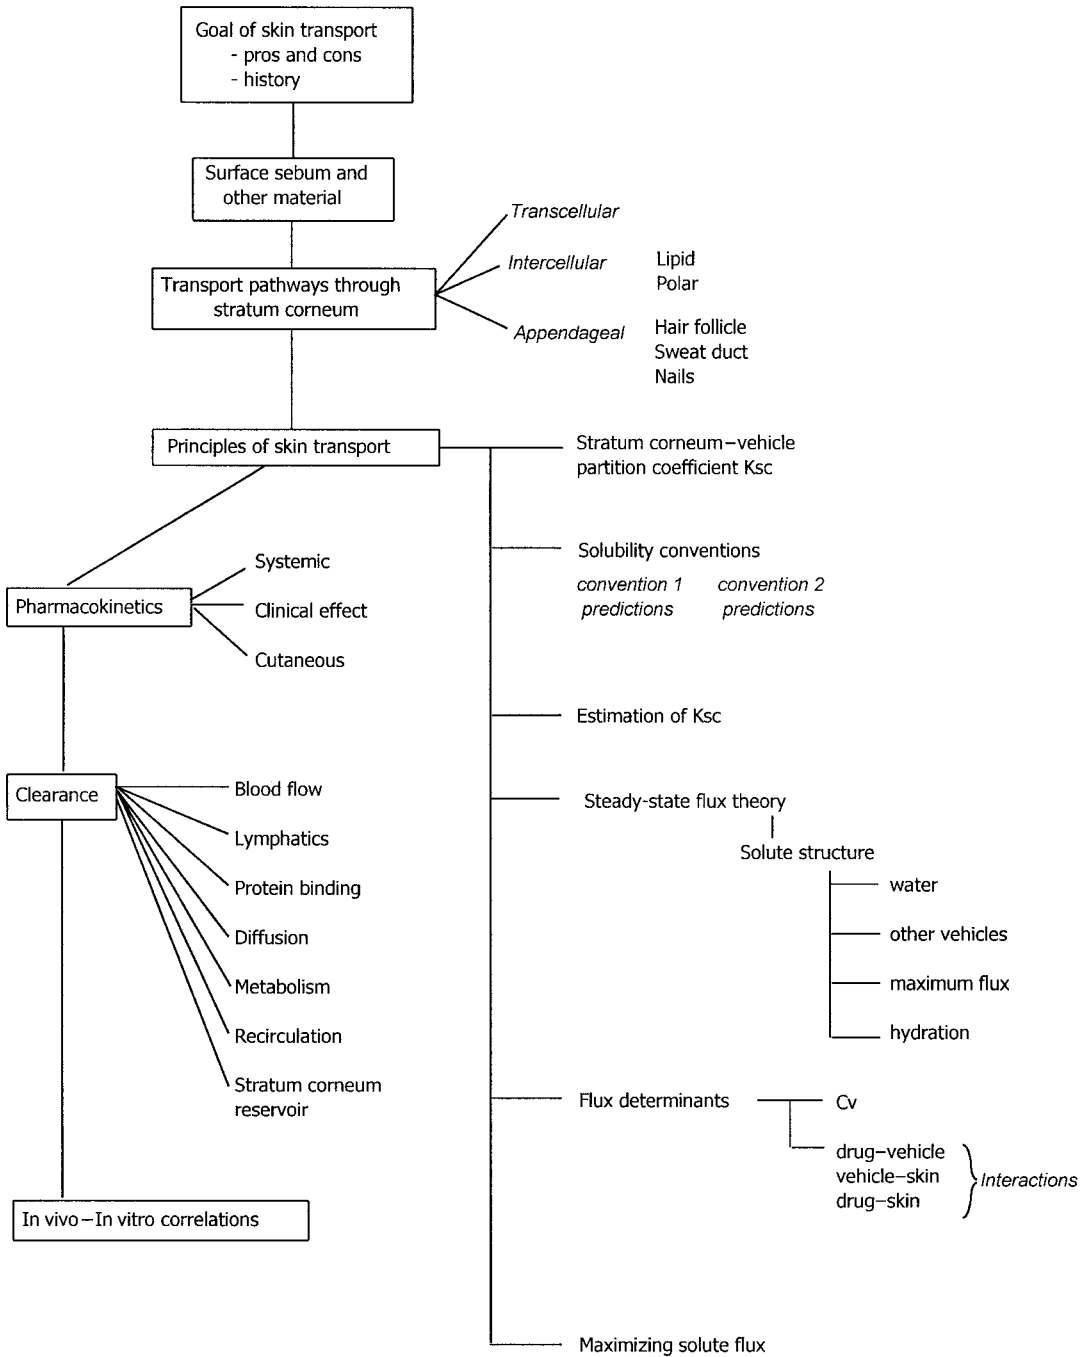 Goal of skin transport
- pros and cons
- history
Surface sebum and
other material
Transport pathways through
stratum corneum
Transcellular
Intercellular
Lipid
Polar
Appendageal
Hair follicle
Sweat duct
Nails
Principles of skin transport
Stratum corneum–vehicle
partition coefficient Ksc
Solubility conventions
convention 1
predictions
convention 2
predictions
Estimation of Ksc
Steady-state flux theory
Solute structure
water
other vehicles
maximum flux
hydration
Flux determinants
Cv
drug–vehicle
vehicle–skin
drug–skin
Interactions
Maximizing solute flux
Pharmacokinetics
Systemic
Clinical effect
Cutaneous
Clearance
Blood flow
Lymphatics
Protein binding
Diffusion
Metabolism
Recirculation
Stratum corneum
reservoir
In vivo–In vitro correlations